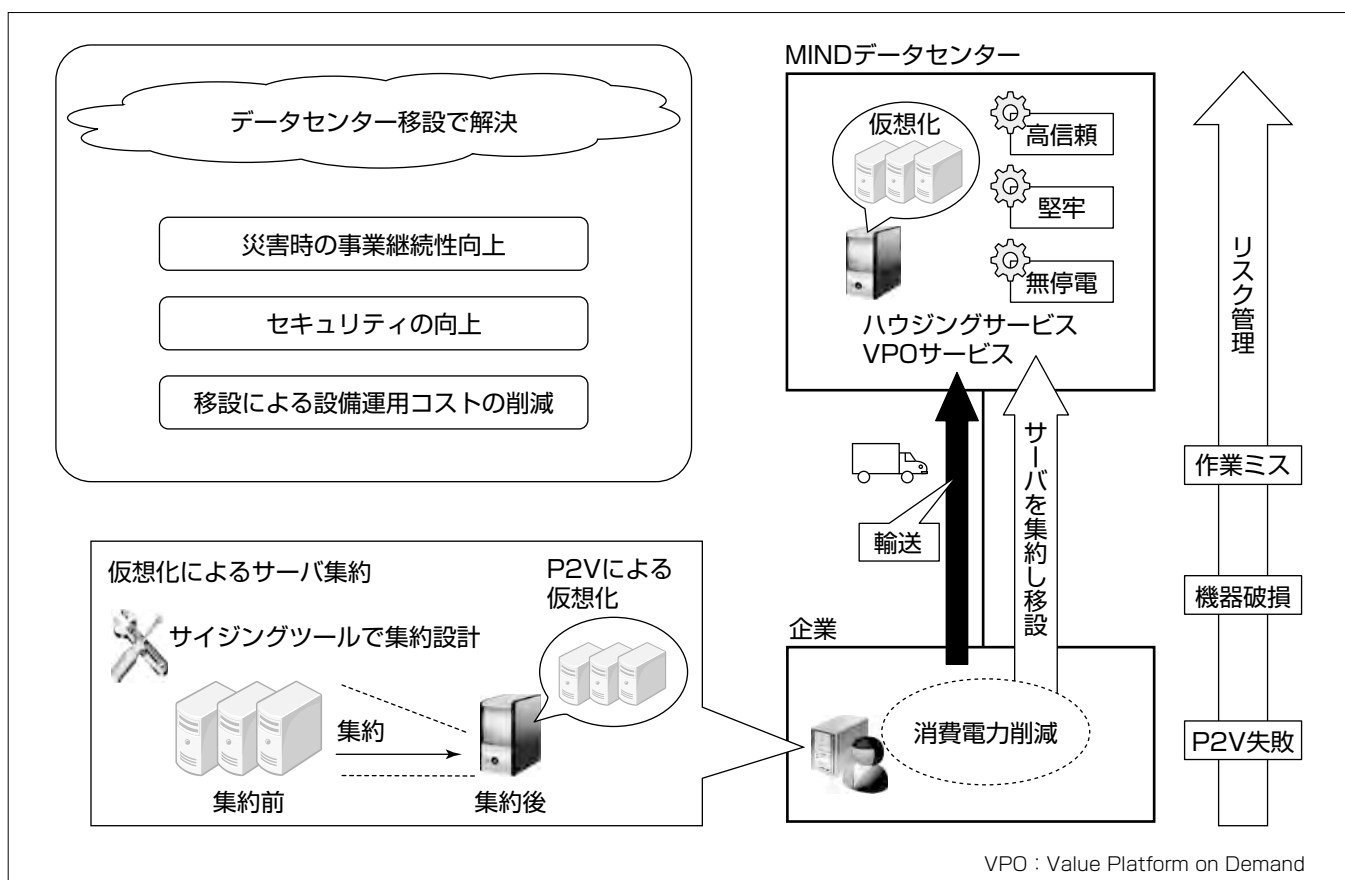 データセンター移設で解決
災害時の事業継続性向上
セキュリティの向上
移設による設備運用コストの削減
MINDデータセンター
仮想化
高信頼
堅牢
無停電
ハウジングサービス
VPOサービス
輸送
サーバを集約し移設
企業
消費電力削減
仮想化によるサーバ集約
サイジングツールで集約設計
P2Vによる
仮想化
集約
集約前
集約後
リスク管理
作業ミス
機器破損
P2V失敗
VPO：Value Platform on Demand